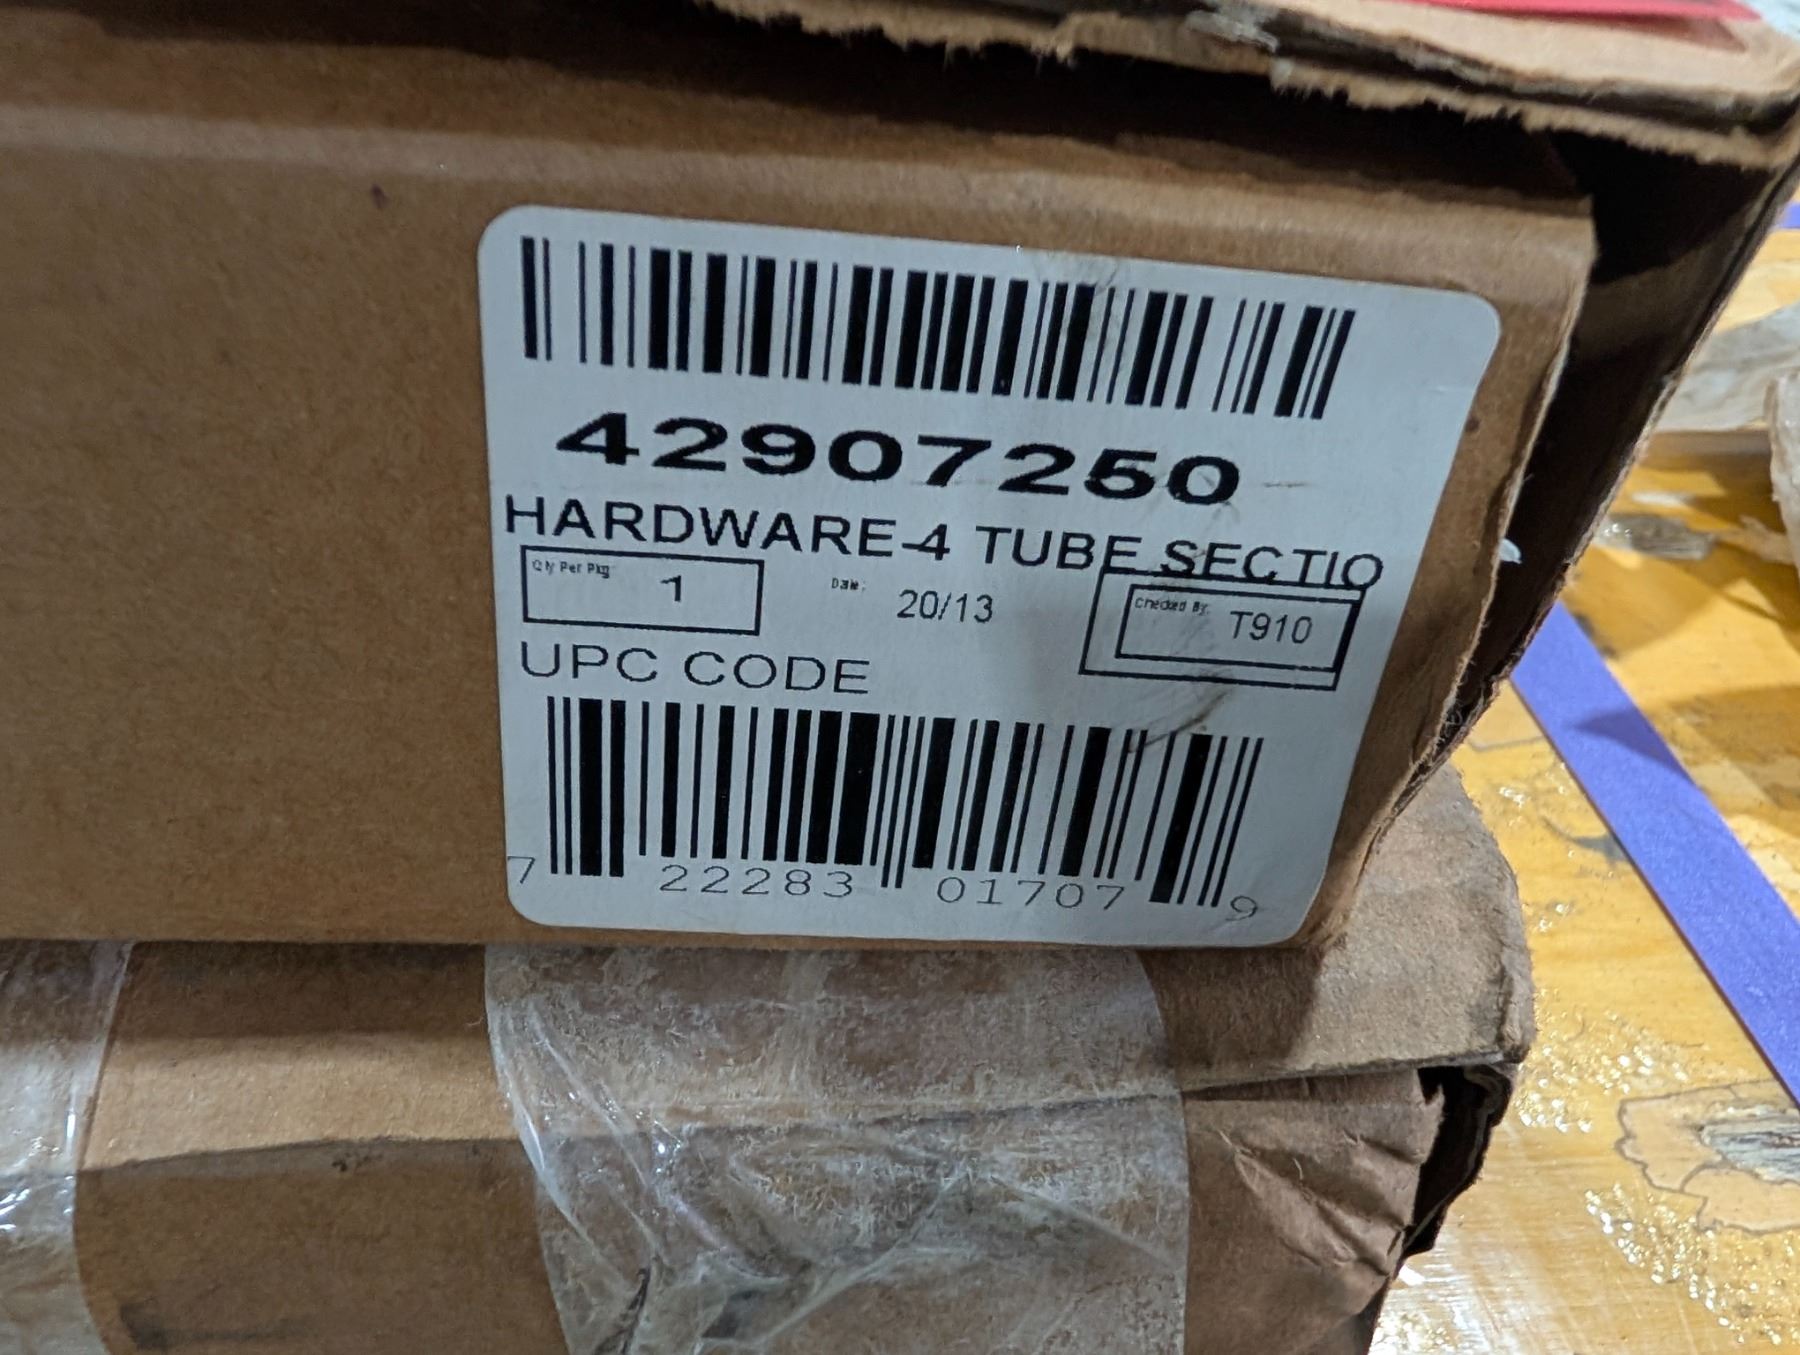 42907250
HARDWARE-4 TUBE SECTIO
Qty Per Pkg: 1 Date: 20/13 Checked By: T910
UPC CODE
7 22283 01707 9